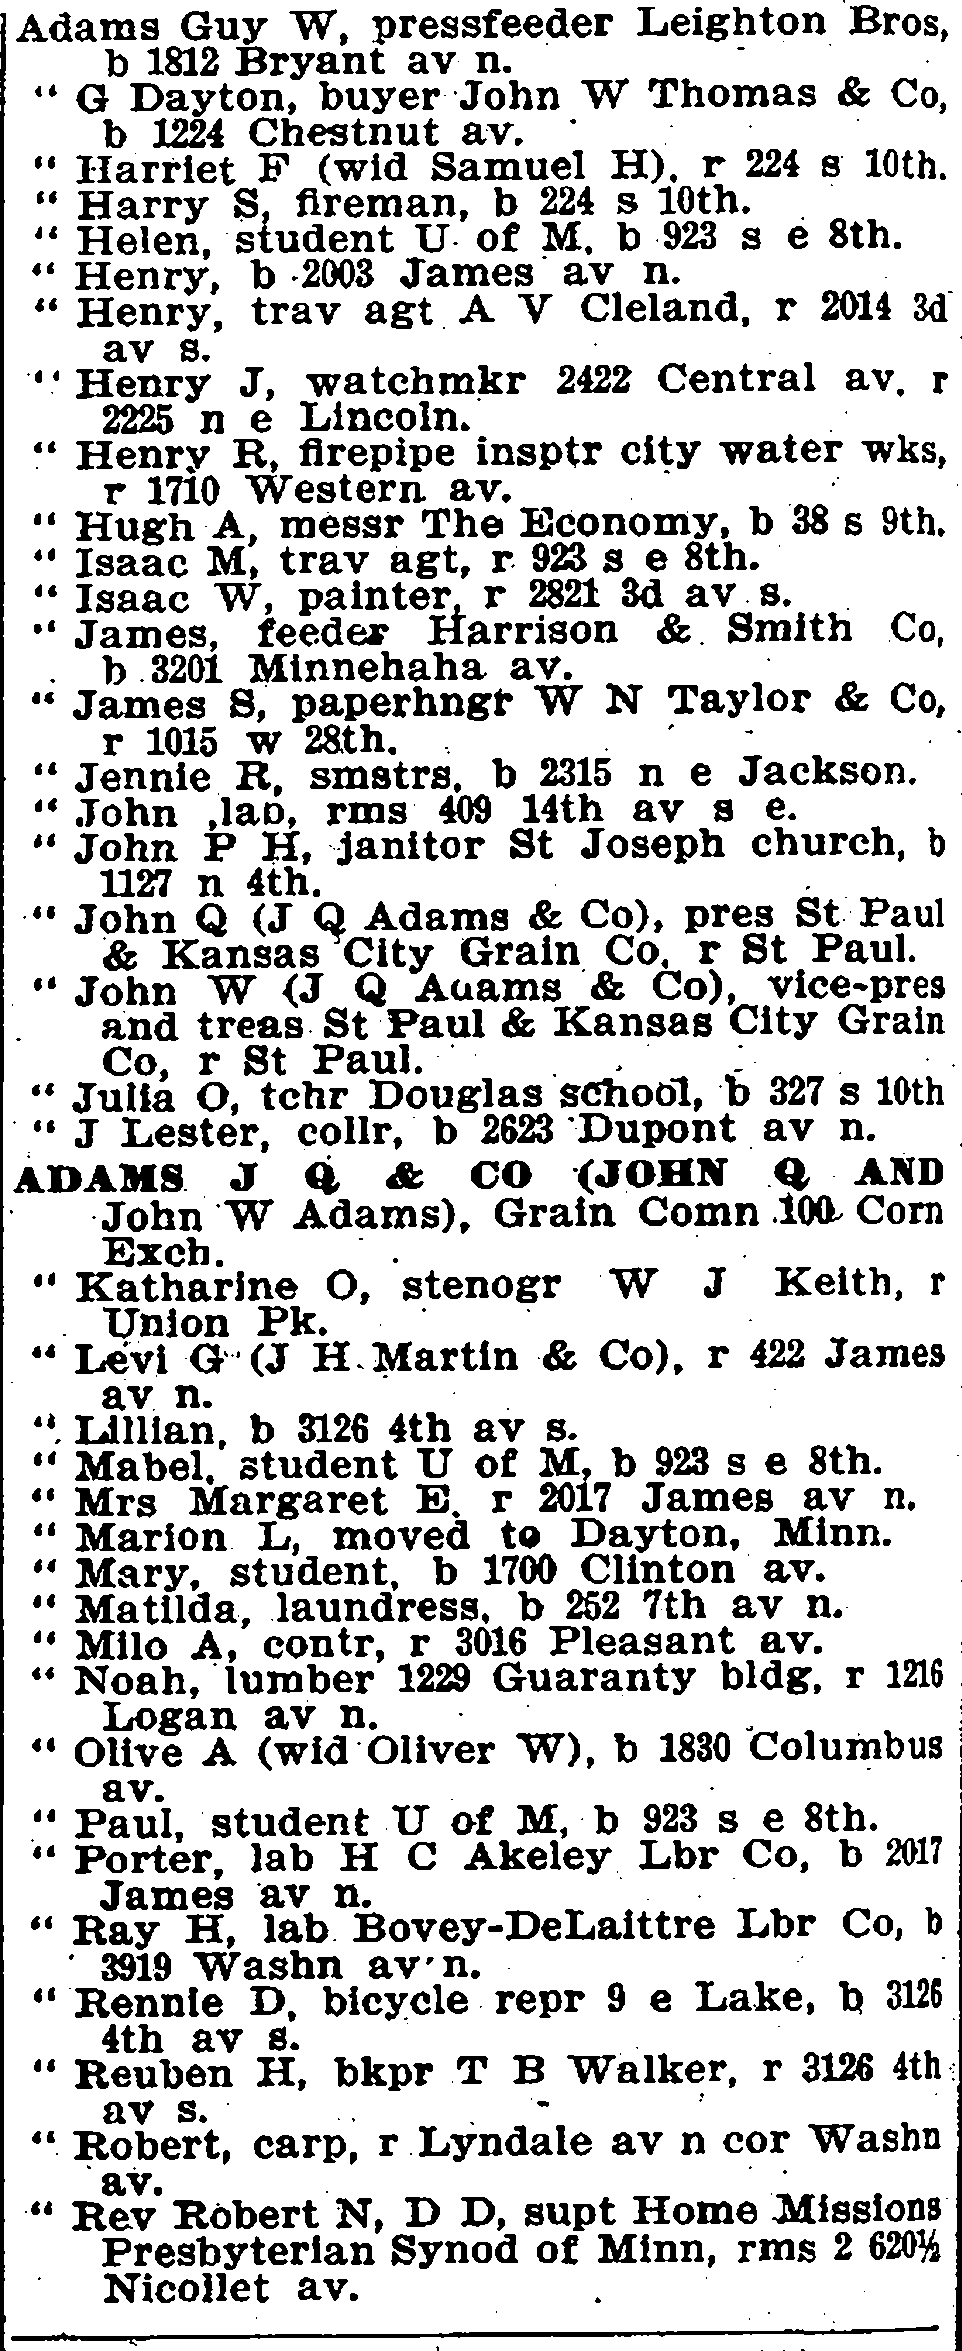 Adams Guy W, pressfeeder Leighton Bros,
b 1812 Bryant av n.
" G Dayton, buyer John W Thomas & Co,
b 1224 Chestnut av.
" Harriet F (wid Samuel H), r 224 s 10th.
" Harry S, fireman, b 224 s 10th.
" Helen, student U of M, b 923 s e 8th.
" Henry, b 2003 James av n.
" Henry, trav agt A V Cleland, r 2014 3d
av s.
" Henry J, watchmkr 2422 Central av, r
2225 n e Lincoln.
" Henry R, firepipe insptr city water wks,
r 1710 Western av.
" Hugh A, messr The Economy, b 38 s 9th.
" Isaac M, trav agt, r 923 s e 8th.
" Isaac W, painter, r 2821 3d av s.
" James, feeder Harrison & Smith Co,
b 3201 Minnehaha av.
" James S, paperhngr W N Taylor & Co,
r 1015 w 28th.
" Jennie R, smstrs, b 2315 n e Jackson.
" John ,lab, rms 409 14th av s e.
" John P H, janitor St Joseph church, b
1127 n 4th.
" John Q (J Q Adams & Co), pres St Paul
& Kansas City Grain Co, r St Paul.
" John W (J Q Adams & Co), vice-pres
and treas St Paul & Kansas City Grain
Co, r St Paul.
" Julia O, tchr Douglas school, b 327 s 10th
" J Lester, collr, b 2623 Dupont av n.
ADAMS J Q & CO (JOHN Q AND
John W Adams), Grain Comn 100 Corn
Exch.
" Katharine O, stenogr W J Keith, r
Union Pk.
" Levi G (J H Martin & Co), r 422 James
av n.
" Lillian, b 3126 4th av s.
" Mabel, student U of M, b 923 s e 8th.
" Mrs Margaret E, r 2017 James av n.
" Marion L, moved to Dayton, Minn.
" Mary, student, b 1700 Clinton av.
" Matilda, laundress, b 252 7th av n.
" Milo A, contr, r 3016 Pleasant av.
" Noah, lumber 1229 Guaranty bldg, r 1216
Logan av n.
" Olive A (wid Oliver W), b 1830 Columbus
av.
" Paul, student U of M, b 923 s e 8th.
" Porter, lab H C Akeley Lbr Co, b 2017
James av n.
" Ray H, lab Bovey-DeLaittre Lbr Co, b
3919 Washn av n.
" Rennie D, bicycle repr 9 e Lake, b 3126
4th av s.
" Reuben H, bkpr T B Walker, r 3126 4th
av s.
" Robert, carp, r Lyndale av n cor Washn
av.
" Rev Robert N, D D, supt Home Missions
Presbyterian Synod of Minn, rms 2 620½
Nicollet av.